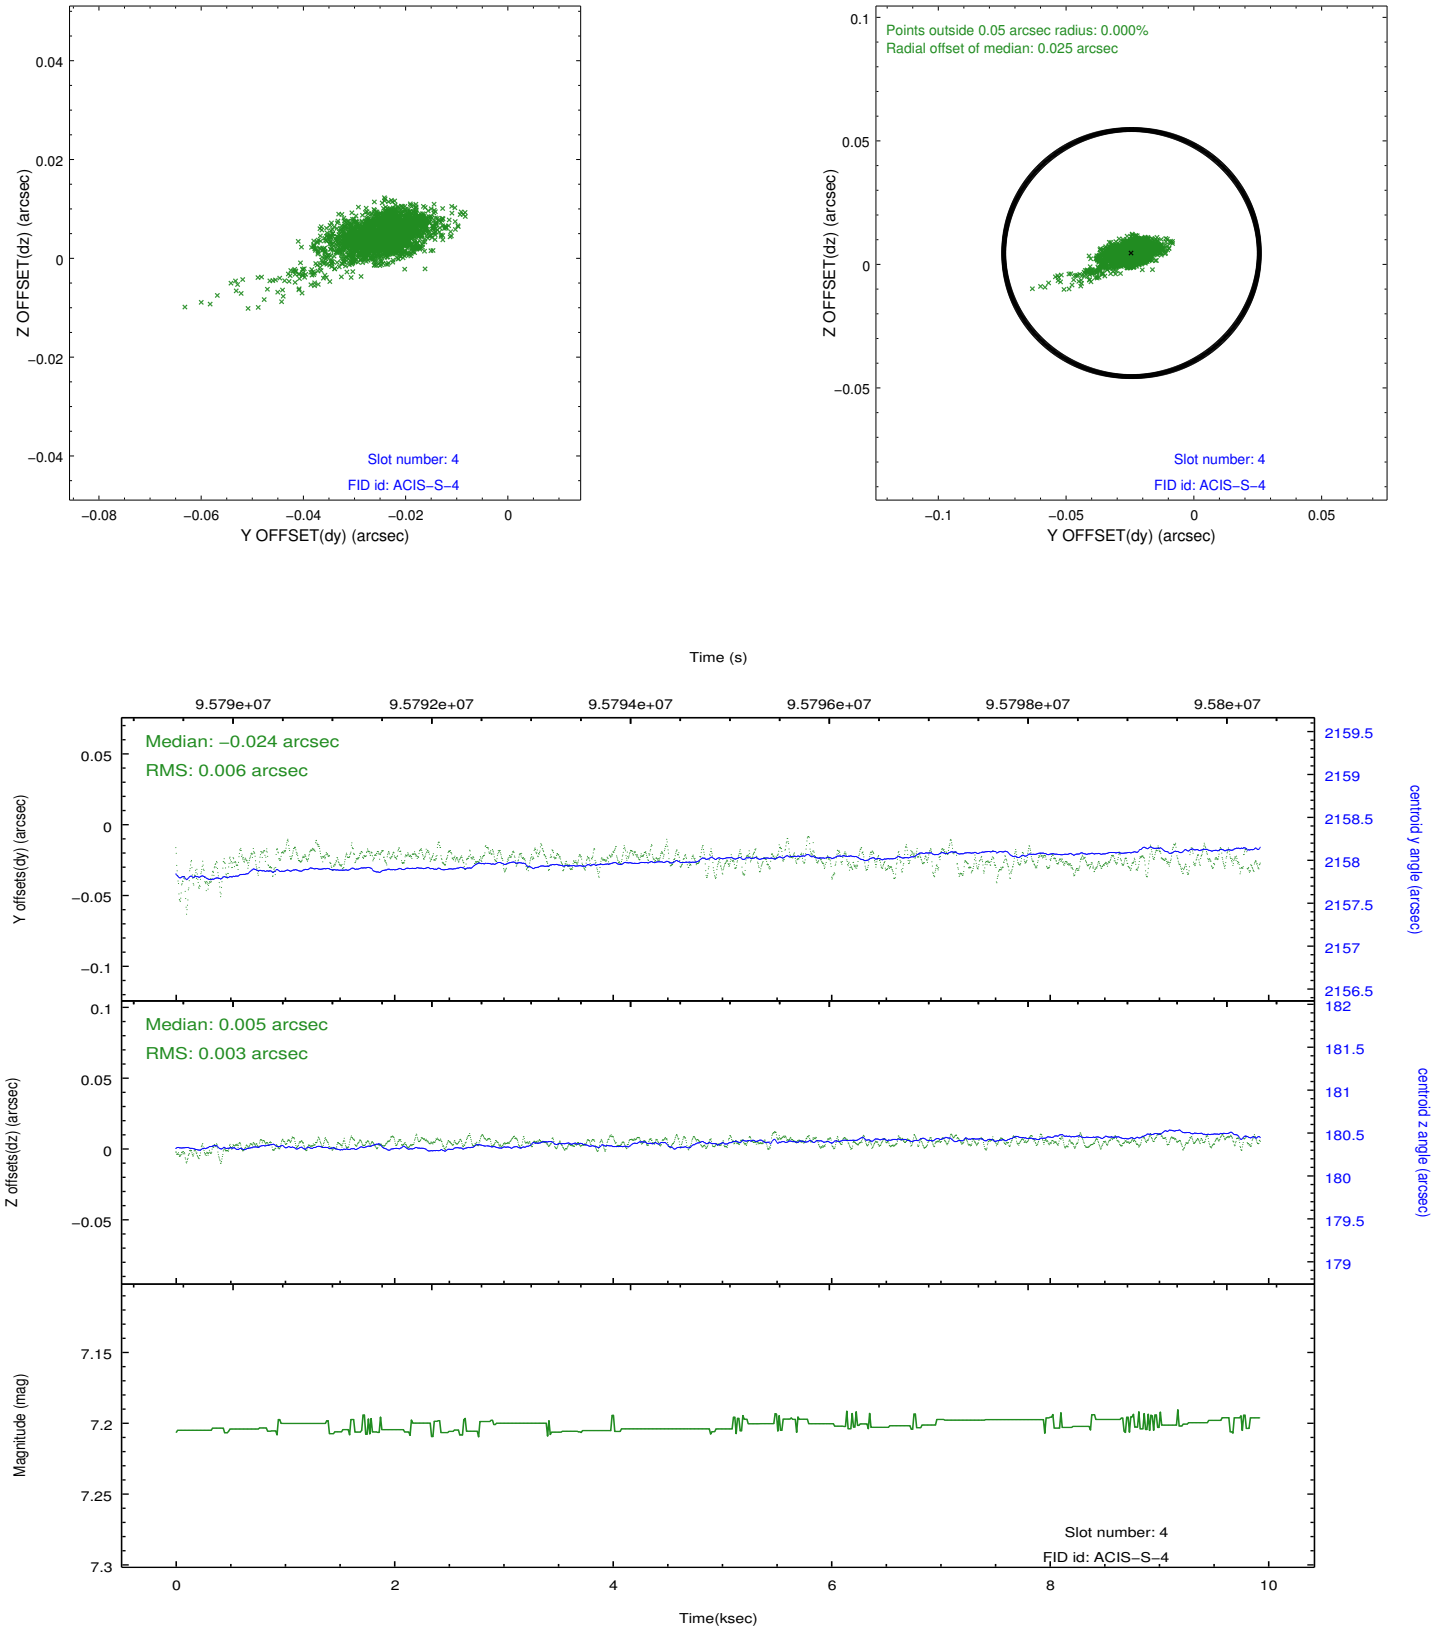 0.04
0.02
0
−0.02
−0.04
Z OFFSET(dz) (arcsec)
Slot number: 4
FID id: ACIS−S−4
−0.08
−0.06
−0.04
−0.02
0
Y OFFSET(dy) (arcsec)
0.1
0.05
0
−0.05
Z OFFSET(dz) (arcsec)
Points outside 0.05 arcsec radius: 0.000%
Radial offset of median: 0.025 arcsec
Slot number: 4
FID id: ACIS−S−4
−0.1
−0.05
0
0.05
Y OFFSET(dy) (arcsec)
Time (s)
9.579e+07
9.5792e+07
9.5794e+07
9.5796e+07
9.5798e+07
9.58e+07
Median: −0.024 arcsec
RMS: 0.006 arcsec
0.05
0
−0.05
−0.1
Y offsets(dy) (arcsec)
2159.5
2159
2158.5
2158
2157.5
2157
2156.5
centroid y angle (arcsec)
Median: 0.005 arcsec
RMS: 0.003 arcsec
0.1
0.05
0
−0.05
Z offsets(dz) (arcsec)
182
181.5
181
180.5
180
179.5
179
centroid z angle (arcsec)
7.15
7.2
7.25
7.3
Magnitude (mag)
Slot number: 4
FID id: ACIS−S−4
0
2
4
6
8
10
Time(ksec)